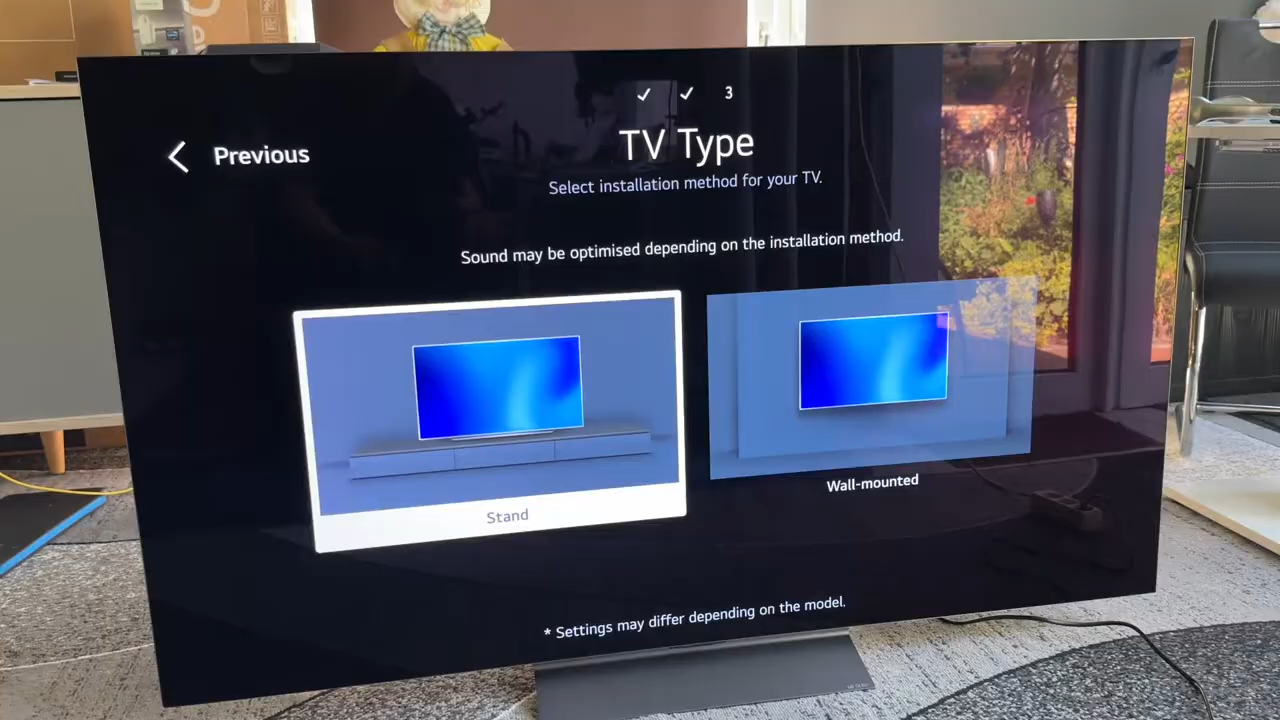 3
Previous
TV Type
Select installation method for your TV.
Sound may be optimised depending on the installation method.
Stand
Wall-mounted
* Settings may differ depending on the model.